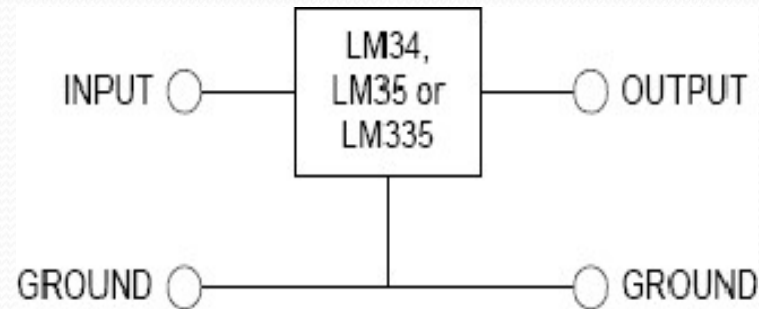 LM34,
LM35 or
LM335
INPUT
OUTPUT
GROUND
GROUND